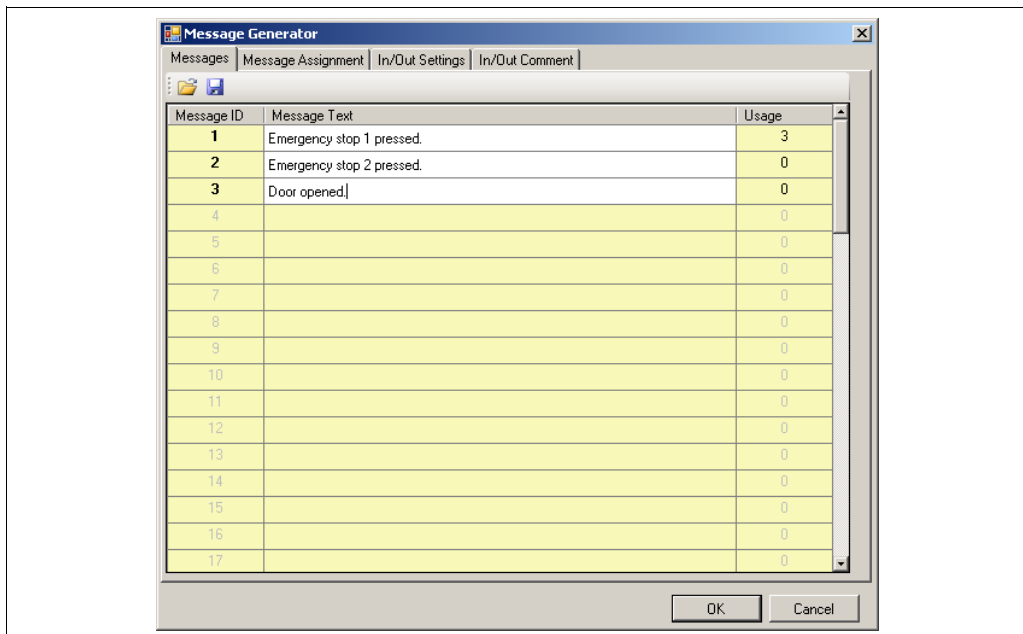 Message Generator
Messages Message Assignment In/Out Settings In/Out Comment
Message ID Message Text Usage
1 Emergency stop 1 pressed. 3
2 Emergency stop 2 pressed. 0
3 Door opened. 0
4 0
5 0
6 0
7 0
8 0
9 0
10 0
11 0
12 0
13 0
14 0
15 0
16 0
17 0
OK Cancel